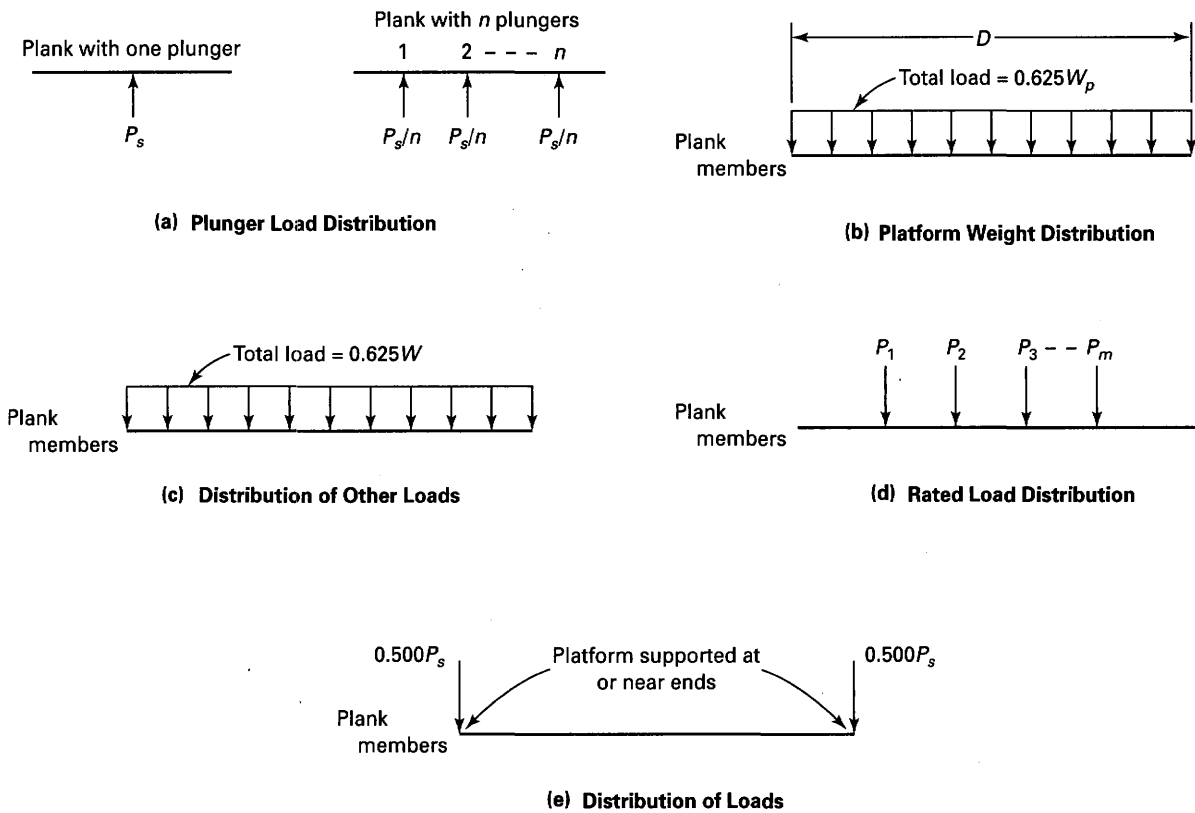 Plank with one plunger
P_s
Plank with n plungers
1 2 - - - n
P_s/n P_s/n P_s/n
(a) Plunger Load Distribution
D
Total load = 0.625W_p
Plank
members
(b) Platform Weight Distribution
Total load = 0.625W
Plank
members
(c) Distribution of Other Loads
P_1 P_2 P_3 - - P_m
Plank
members
(d) Rated Load Distribution
0.500P_s
Platform supported at
or near ends
0.500P_s
Plank
members
(e) Distribution of Loads